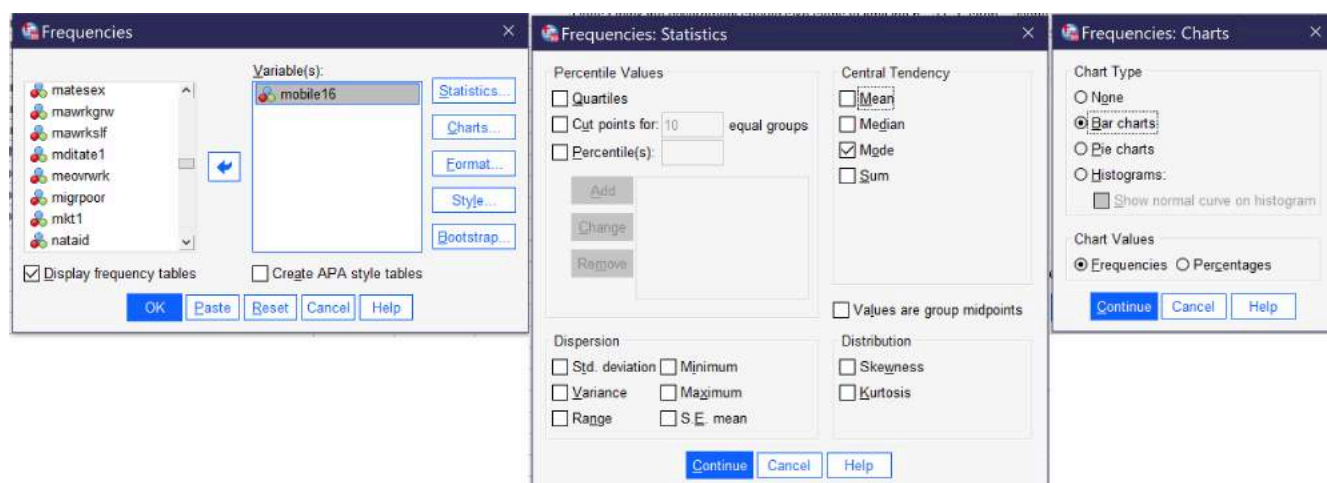 Frequencies
matesex
mawrkgrw
mawrkslf
mditate1
meovrwrk
migrpoor
mkt1
nataid
Variable(s):
mobile16
Statistics...
Charts...
Format...
Style...
Bootstrap...
Display frequency tables
Create APA style tables
OK Paste Reset Cancel Help
Frequencies: Statistics
Percentile Values
Quartiles
Cut points for: 10 equal groups
Percentile(s):
Add
Change
Remove
Central Tendency
Mean
Median
Mode
Sum
Values are group midpoints
Dispersion
Std. deviation Minimum
Variance Maximum
Range S.E. mean
Distribution
Skewness
Kurtosis
Continue Cancel Help
Frequencies: Charts
Chart Type
None
Bar charts
Pie charts
Histograms:
Show normal curve on histogram
Chart Values
Frequencies Percentages
Continue Cancel Help